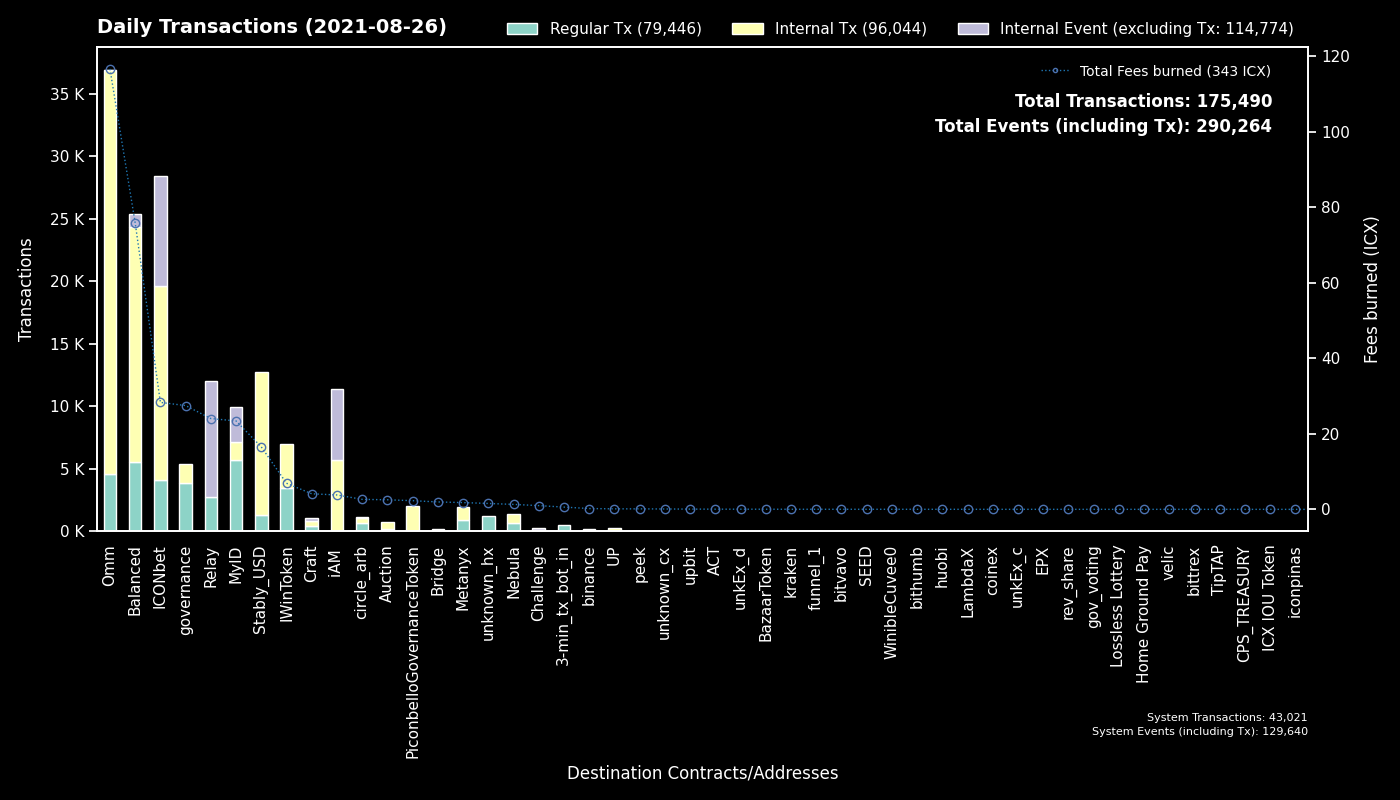 Daily Transactions (2021-08-26)
Regular Tx (79,446)
Internal Tx (96,044)
Internal Event (excluding Tx: 114,774)
Total Fees burned (343 ICX)
Total Transactions: 175,490
Total Events (including Tx): 290,264
Transactions
35 K
30 K
25 K
20 K
15 K
10 K
5 K
0 K
120
100
80
60
40
20
0
Fees burned (ICX)
Omm
Balanced
ICONbet
governance
Relay
MyID
Stably_USD
IWinToken
Craft
iAM
circle_arb
Auction
PiconbelloGovernanceToken
Bridge
Metanyx
unknown_hx
Nebula
Challenge
3-min_tx_bot_in
binance
UP
peek
unknown_cx
upbit
ACT
unkEx_d
BazaarToken
kraken
funnel_1
bitvavo
SEED
WinibleCuvee0
bithumb
huobi
LambdaX
coinex
unkEx_c
EPX
rev_share
gov_voting
Lossless Lottery
Home Ground Pay
velic
bittrex
TipTAP
CPS_TREASURY
ICX IOU Token
iconpinas
System Transactions: 43,021
System Events (including Tx): 129,640
Destination Contracts/Addresses